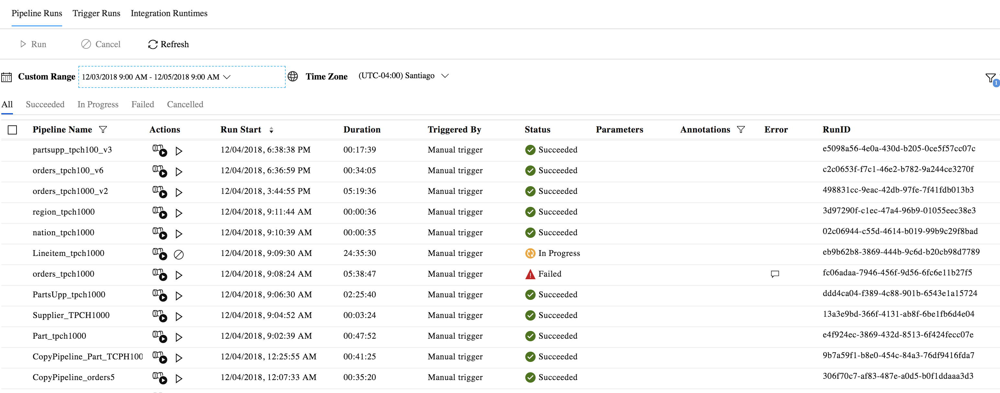 Pipeline Runs Trigger Runs Integration Runtimes
Run Cancel Refresh
Custom Range 12/03/2018 9:00 AM - 12/05/2018 9:00 AM Time Zone (UTC-04:00) Santiago
1
All Succeeded In Progress Failed Cancelled
Pipeline Name Actions Run Start Duration Triggered By Status Parameters Annotations Error RunID
partsupp_tpch100_v3 12/04/2018, 6:38:38 PM 00:17:39 Manual trigger Succeeded e5098a56-4e0a-430d-b205-0ce5f57cc07c
orders_tpch100_v6 12/04/2018, 6:36:59 PM 00:34:05 Manual trigger Succeeded c2c0653f-f7c1-46e2-b782-9a244ce3270f
orders_tpch1000_v2 12/04/2018, 3:44:55 PM 05:19:36 Manual trigger Succeeded 498831cc-9eac-42db-97fe-7f41fdb013b3
region_tpch1000 12/04/2018, 9:11:44 AM 00:00:36 Manual trigger Succeeded 3d97290f-c1ec-47a4-96b9-01055eec38e3
nation_tpch1000 12/04/2018, 9:10:39 AM 00:00:35 Manual trigger Succeeded 02c06944-c55d-4614-b019-99b9c29f8bad
Lineitem_tpch1000 12/04/2018, 9:09:30 AM 24:35:30 Manual trigger In Progress eb9b62b8-3869-444b-9c6d-b20cb98d7789
orders_tpch1000 12/04/2018, 9:08:24 AM 05:38:47 Manual trigger Failed fc06adaa-7946-456f-9d56-6fc6e11b27f5
PartsUpp_tpch1000 12/04/2018, 9:06:30 AM 02:25:40 Manual trigger Succeeded ddd4ca04-f389-4c88-901b-6543e1a15724
Supplier_TPCH1000 12/04/2018, 9:04:52 AM 00:03:24 Manual trigger Succeeded 13a3e9bd-366f-4131-ab8f-6be1fb6d4e04
Part_tpch1000 12/04/2018, 9:02:39 AM 00:47:52 Manual trigger Succeeded e4f924ec-3869-432d-8513-6f424fecc07e
CopyPipeline_Part_TCPH100 12/04/2018, 12:25:55 AM 00:41:25 Manual trigger Succeeded 9b7a59f1-b8e0-454c-84a3-76df9416fda7
CopyPipeline_orders5 12/04/2018, 12:07:33 AM 00:35:20 Manual trigger Succeeded 306f70c7-af83-487e-a0d5-b0f1ddaaa3d3